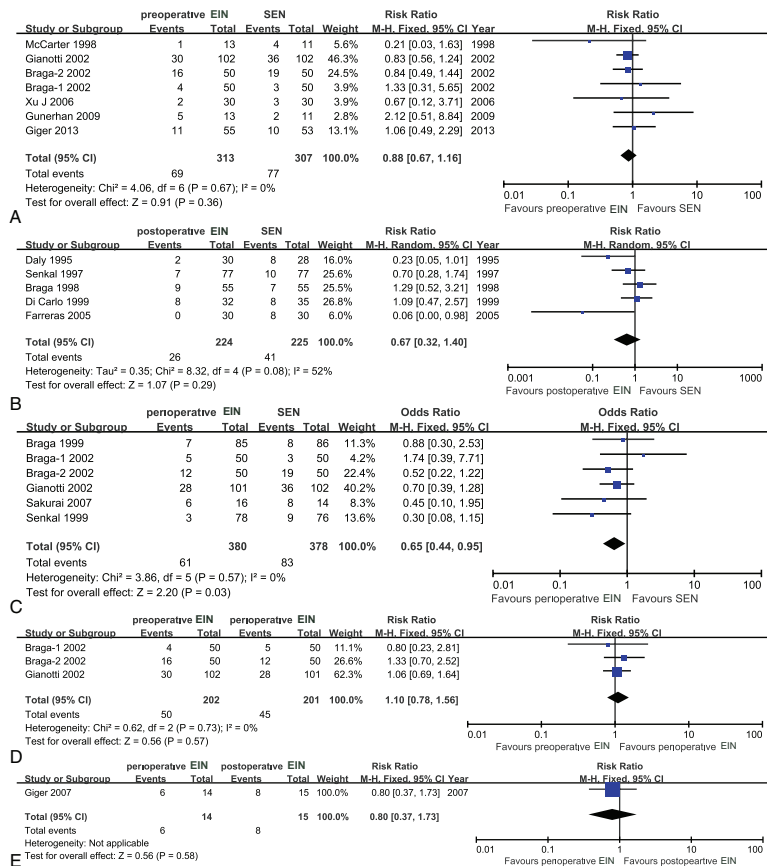 preoperative EIN SEN Risk Ratio Risk Ratio
Study or Subgroup Events Total Events Total Weight M-H. Fixed. 95% CI Year M-H. Fixed. 95% CI
McCarter 1998 1 13 4 11 5.6% 0.21 [0.03, 1.63] 1998
Gianotti 2002 30 102 36 102 46.3% 0.83 [0.56, 1.24] 2002
Braga-2 2002 16 50 19 50 24.5% 0.84 [0.49, 1.44] 2002
Braga-1 2002 4 50 3 50 3.9% 1.33 [0.31, 5.65] 2002
Xu J 2006 2 30 3 30 3.9% 0.67 [0.12, 3.71] 2006
Gunerhan 2009 5 13 2 11 2.8% 2.12 [0.51, 8.84] 2009
Giger 2013 11 55 10 53 13.1% 1.06 [0.49, 2.29] 2013
Total (95% CI) 313 307 100.0% 0.88 [0.67, 1.16]
Total events 69 77
Heterogeneity: Chi² = 4.06, df = 6 (P = 0.67); I² = 0%
Test for overall effect: Z = 0.91 (P = 0.36)
0.01 0.1 1 10 100
Favours preoperative EIN Favours SEN
A
postoperative EIN SEN Risk Ratio Risk Ratio
Study or Subgroup Events Total Events Total Weight M-H. Random. 95% CI Year M-H. Random. 95% CI
Daly 1995 2 30 8 28 16.0% 0.23 [0.05, 1.01] 1995
Senkal 1997 7 77 10 77 25.6% 0.70 [0.28, 1.74] 1997
Braga 1998 9 55 7 55 25.5% 1.29 [0.52, 3.21] 1998
Di Carlo 1999 8 32 8 35 26.8% 1.09 [0.47, 2.57] 1999
Farreras 2005 0 30 8 30 6.0% 0.06 [0.00, 0.98] 2005
Total (95% CI) 224 225 100.0% 0.67 [0.32, 1.40]
Total events 26 41
Heterogeneity: Tau² = 0.35; Chi² = 8.32, df = 4 (P = 0.08); I² = 52%
Test for overall effect: Z = 1.07 (P = 0.29)
0.001 0.1 1 10 1000
Favours postoperative EIN Favours SEN
B
perioperative EIN SEN Odds Ratio Odds Ratio
Study or Subgroup Events Total Events Total Weight M-H. Fixed. 95% CI M-H. Fixed. 95% CI
Braga 1999 7 85 8 86 11.3% 0.88 [0.30, 2.53]
Braga-1 2002 5 50 3 50 4.2% 1.74 [0.39, 7.71]
Braga-2 2002 12 50 19 50 22.4% 0.52 [0.22, 1.22]
Gianotti 2002 28 101 36 102 40.2% 0.70 [0.39, 1.28]
Sakurai 2007 6 16 8 14 8.3% 0.45 [0.10, 1.95]
Senkal 1999 3 78 9 76 13.6% 0.30 [0.08, 1.15]
Total (95% CI) 380 378 100.0% 0.65 [0.44, 0.95]
Total events 61 83
Heterogeneity: Chi² = 3.86, df = 5 (P = 0.57); I² = 0%
Test for overall effect: Z = 2.20 (P = 0.03)
0.01 0.1 1 10 100
Favours perioperative EIN Favours SEN
C
preoperative EIN perioperative EIN Risk Ratio Risk Ratio
Study or Subgroup Events Total Events Total Weight M-H. Fixed. 95% CI M-H. Fixed. 95% CI
Braga-1 2002 4 50 5 50 11.1% 0.80 [0.23, 2.81]
Braga-2 2002 16 50 12 50 26.6% 1.33 [0.70, 2.52]
Gianotti 2002 30 102 28 101 62.3% 1.06 [0.69, 1.64]
Total (95% CI) 202 201 100.0% 1.10 [0.78, 1.56]
Total events 50 45
Heterogeneity: Chi² = 0.62, df = 2 (P = 0.73); I² = 0%
Test for overall effect: Z = 0.56 (P = 0.57)
0.01 0.1 1 10 100
Favours preoperative EIN Favours perioperative EIN
D
perioperative EIN postoperative EIN Risk Ratio Risk Ratio
Study or Subgroup Events Total Events Total Weight M-H. Fixed. 95% CI Year M-H. Fixed. 95% CI
Giger 2007 6 14 8 15 100.0% 0.80 [0.37, 1.73] 2007
Total (95% CI) 14 15 100.0% 0.80 [0.37, 1.73]
Total events 6 8
Heterogeneity: Not applicable
Test for overall effect: Z = 0.56 (P = 0.58)
0.01 0.1 1 10 100
Favours perioperative EIN Favours postopeartive EIN
E